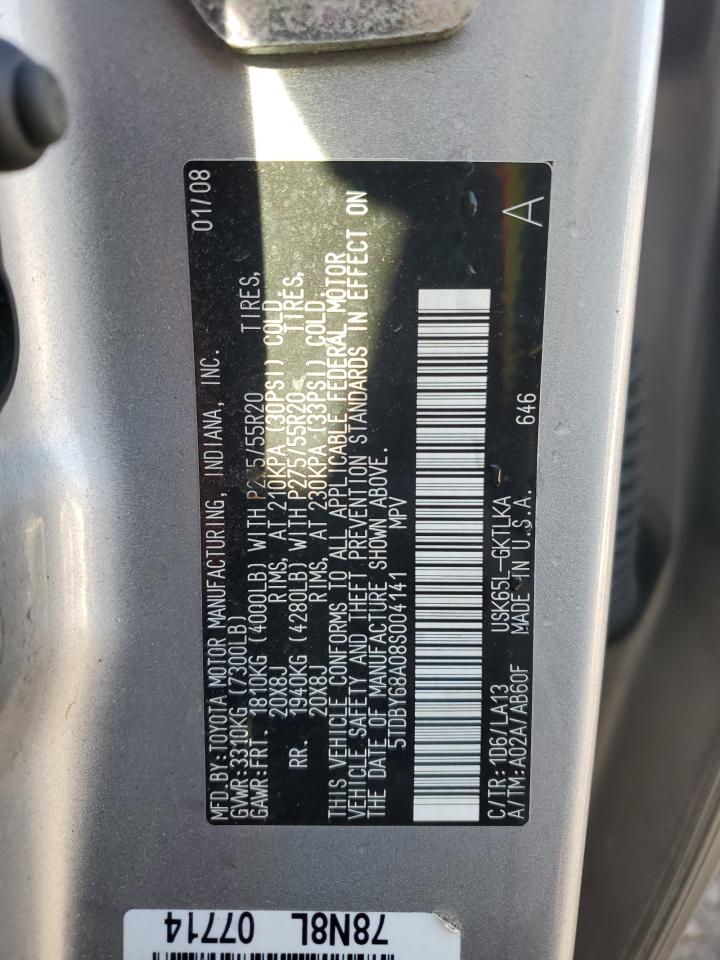 MFD.BY:TOYOTA MOTOR MANUFACTURING, INDIANA, INC. 01/08
GVWR:3310KG (7300LB)
GAWR:FRT. 1810KG (4000LB) WITH P275/55R20 TIRES,
20X8J RIMS, AT 210KPA (30PSI) COLD.
RR. 1940KG (4280LB) WITH P275/55R20 TIRES,
20X8J RIMS, AT 230KPA (33PSI) COLD.
THIS VEHICLE CONFORMS TO ALL APPLICABLE FEDERAL MOTOR
VEHICLE SAFETY AND THEFT PREVENTION STANDARDS IN EFFECT ON
THE DATE OF MANUFACTURE SHOWN ABOVE.
5TDBY68A08S004141 MPV
C/TR:1D6/LA13 USK65L-GKTLKA
A/TM:A02A/AB60F MADE IN U.S.A. 646 A
78N8L 07714